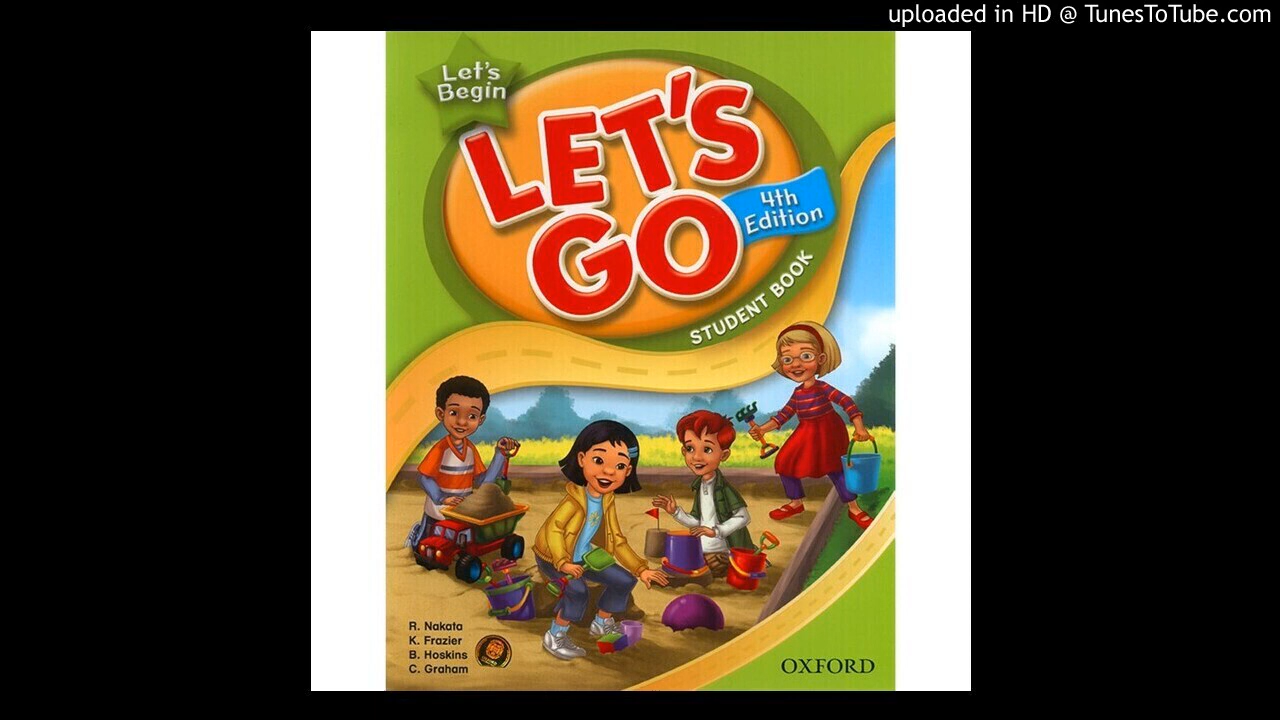 uploaded in HD @ TunesToTube.com
Let's
Begin
LET'S
GO
4th
Edition
STUDENT BOOK
R. Nakata
K. Frazier
B. Hoskins
C. Graham
OXFORD